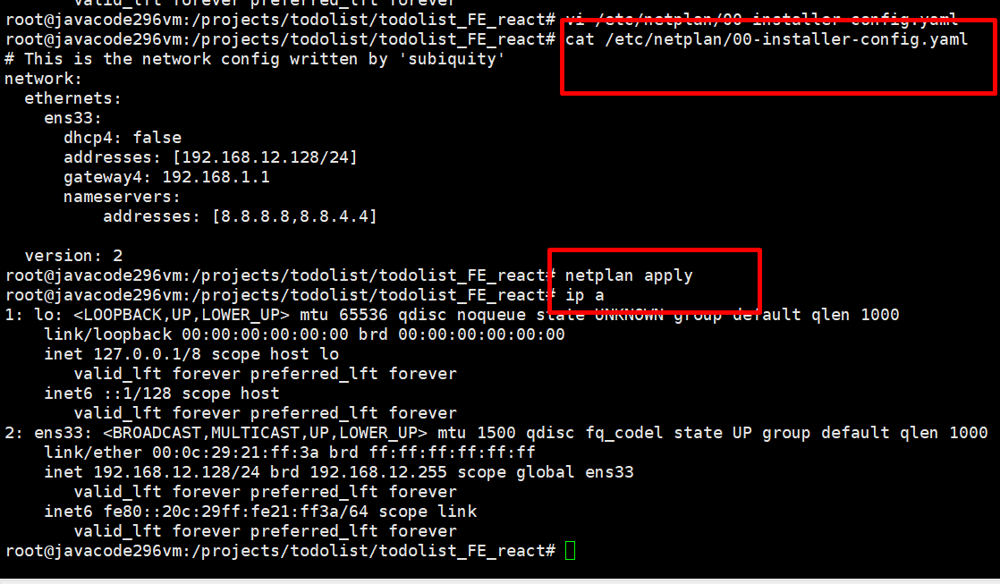 valid_lft forever preferred_lft forever
root@javacode296vm:/projects/todolist/todolist_FE_react# vi /etc/netplan/00-installer-config.yaml
root@javacode296vm:/projects/todolist/todolist_FE_react# cat /etc/netplan/00-installer-config.yaml
# This is the network config written by 'subiquity'
network:
  ethernets:
    ens33:
      dhcp4: false
      addresses: [192.168.12.128/24]
      gateway4: 192.168.1.1
      nameservers:
          addresses: [8.8.8.8,8.8.4.4]
  version: 2
root@javacode296vm:/projects/todolist/todolist_FE_react# netplan apply
root@javacode296vm:/projects/todolist/todolist_FE_react# ip a
1: lo: <LOOPBACK,UP,LOWER_UP> mtu 65536 qdisc noqueue state UNKNOWN group default qlen 1000
    link/loopback 00:00:00:00:00:00 brd 00:00:00:00:00:00
    inet 127.0.0.1/8 scope host lo
       valid_lft forever preferred_lft forever
    inet6 ::1/128 scope host
       valid_lft forever preferred_lft forever
2: ens33: <BROADCAST,MULTICAST,UP,LOWER_UP> mtu 1500 qdisc fq_codel state UP group default qlen 1000
    link/ether 00:0c:29:21:ff:3a brd ff:ff:ff:ff:ff:ff
    inet 192.168.12.128/24 brd 192.168.12.255 scope global ens33
       valid_lft forever preferred_lft forever
    inet6 fe80::20c:29ff:fe21:ff3a/64 scope link
       valid_lft forever preferred_lft forever
root@javacode296vm:/projects/todolist/todolist_FE_react#